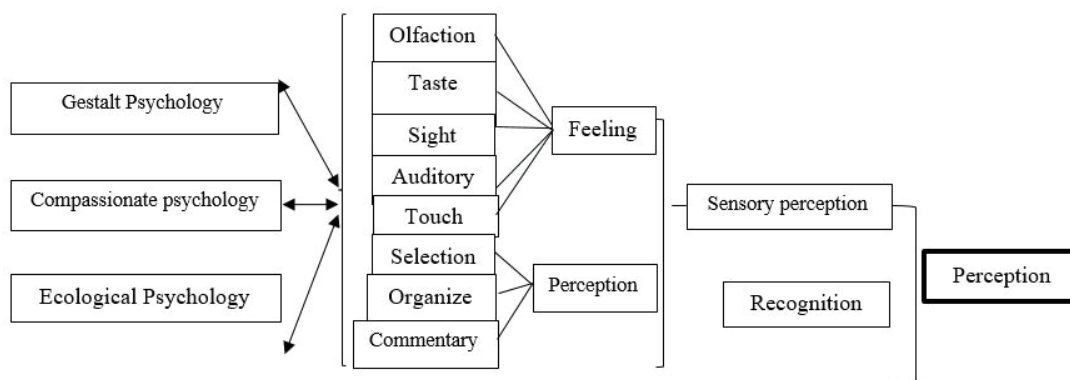 Gestalt Psychology
Compassionate psychology
Ecological Psychology
Olfaction
Taste
Sight
Auditory
Touch
Selection
Organize
Commentary
Feeling
Perception
Sensory perception
Recognition
Perception